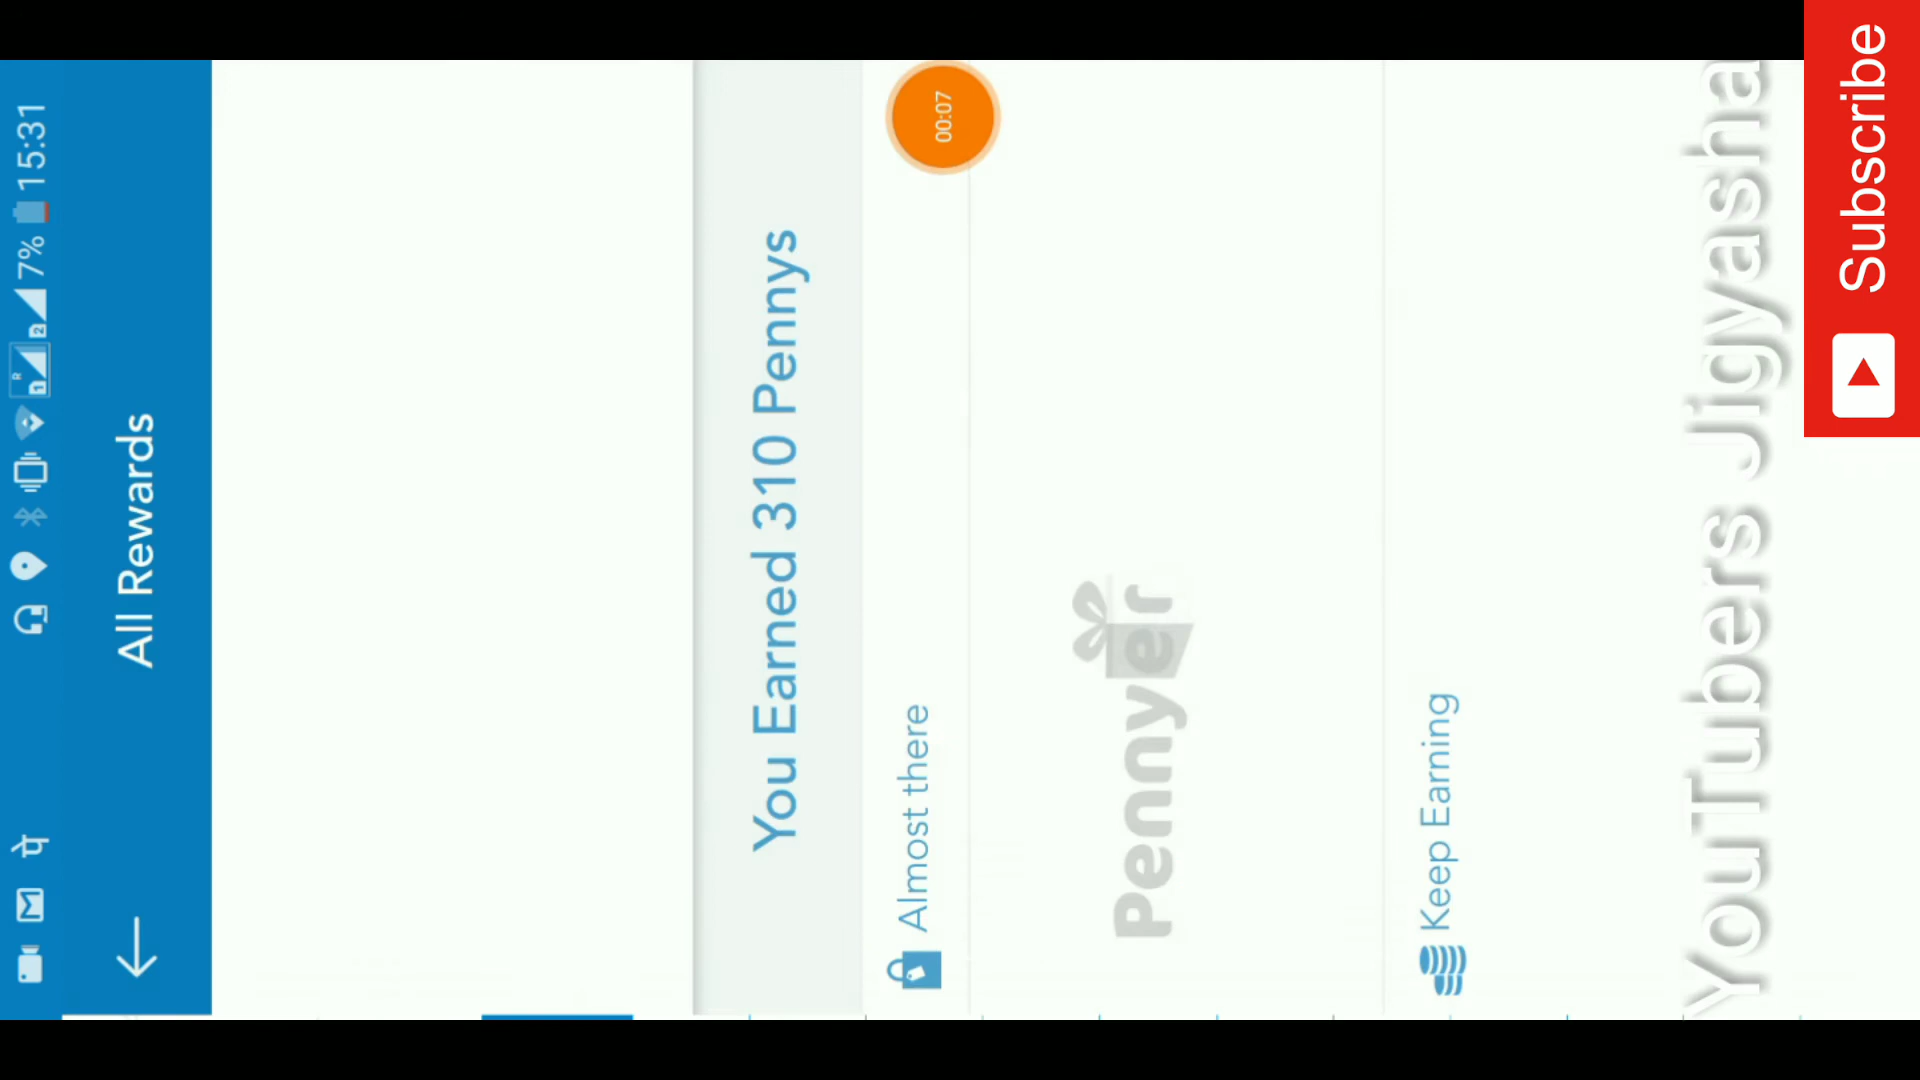 प 7% 15:31
All Rewards
You Earned 310 Pennys
00:07
Almost there
Pennyer
Keep Earning
YouTubers Jigyasha
Subscribe